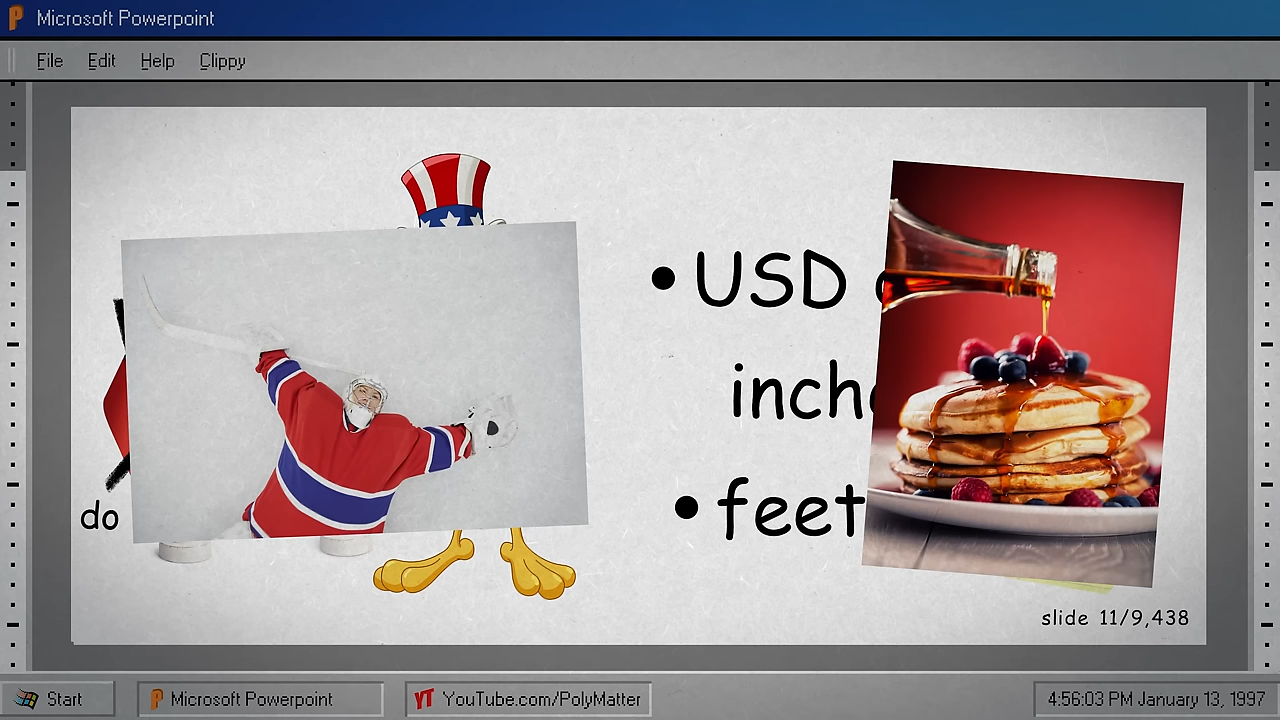 Microsoft Powerpoint
File Edit Help Clippy
• USD
• feet
do
slide 11/9,438
Start
Microsoft Powerpoint
YT YouTube.com/PolyMatter
4:56:03 PM January 13, 1997